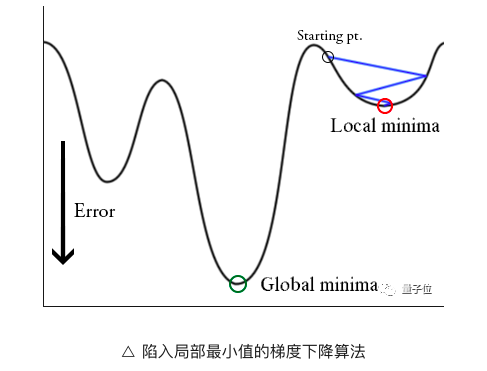 Starting pt.
Local minima
Error
Global minima
量子位
△ 陷入局部最小值的梯度下降算法